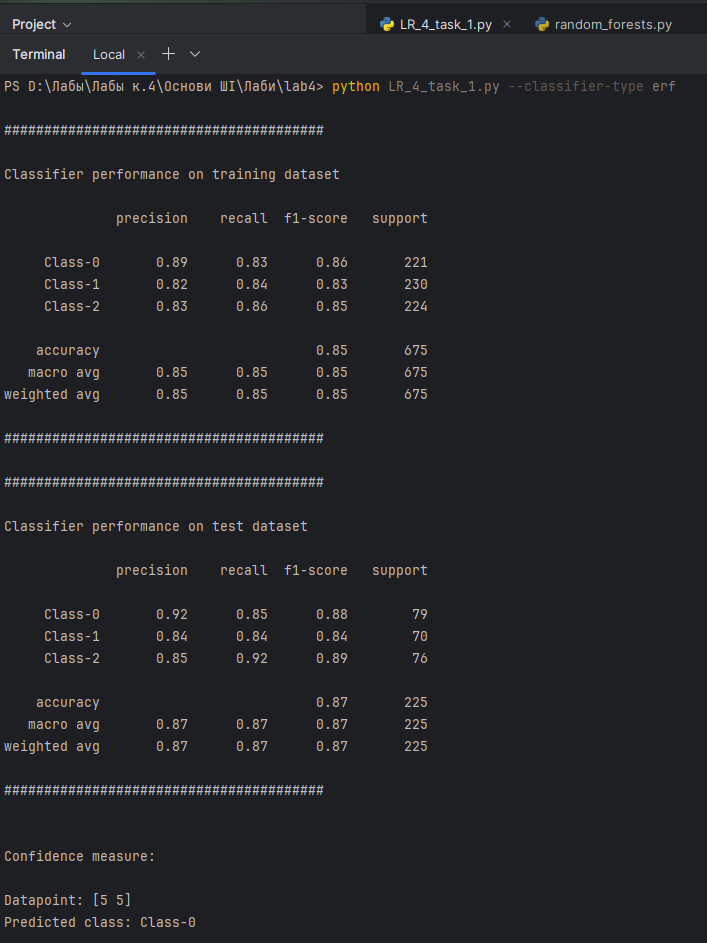 Project
LR_4_task_1.py
random_forests.py
Terminal Local
PS D:\Лабы\Лабы к.4\Основи ШІ\Лаби\lab4> python LR_4_task_1.py --classifier-type erf
########################################
Classifier performance on training dataset
precision recall f1-score support
Class-0 0.89 0.83 0.86 221
Class-1 0.82 0.84 0.83 230
Class-2 0.83 0.86 0.85 224
accuracy 0.85 675
macro avg 0.85 0.85 0.85 675
weighted avg 0.85 0.85 0.85 675
########################################
########################################
Classifier performance on test dataset
precision recall f1-score support
Class-0 0.92 0.85 0.88 79
Class-1 0.84 0.84 0.84 70
Class-2 0.85 0.92 0.89 76
accuracy 0.87 225
macro avg 0.87 0.87 0.87 225
weighted avg 0.87 0.87 0.87 225
########################################
Confidence measure:
Datapoint: [5 5]
Predicted class: Class-0